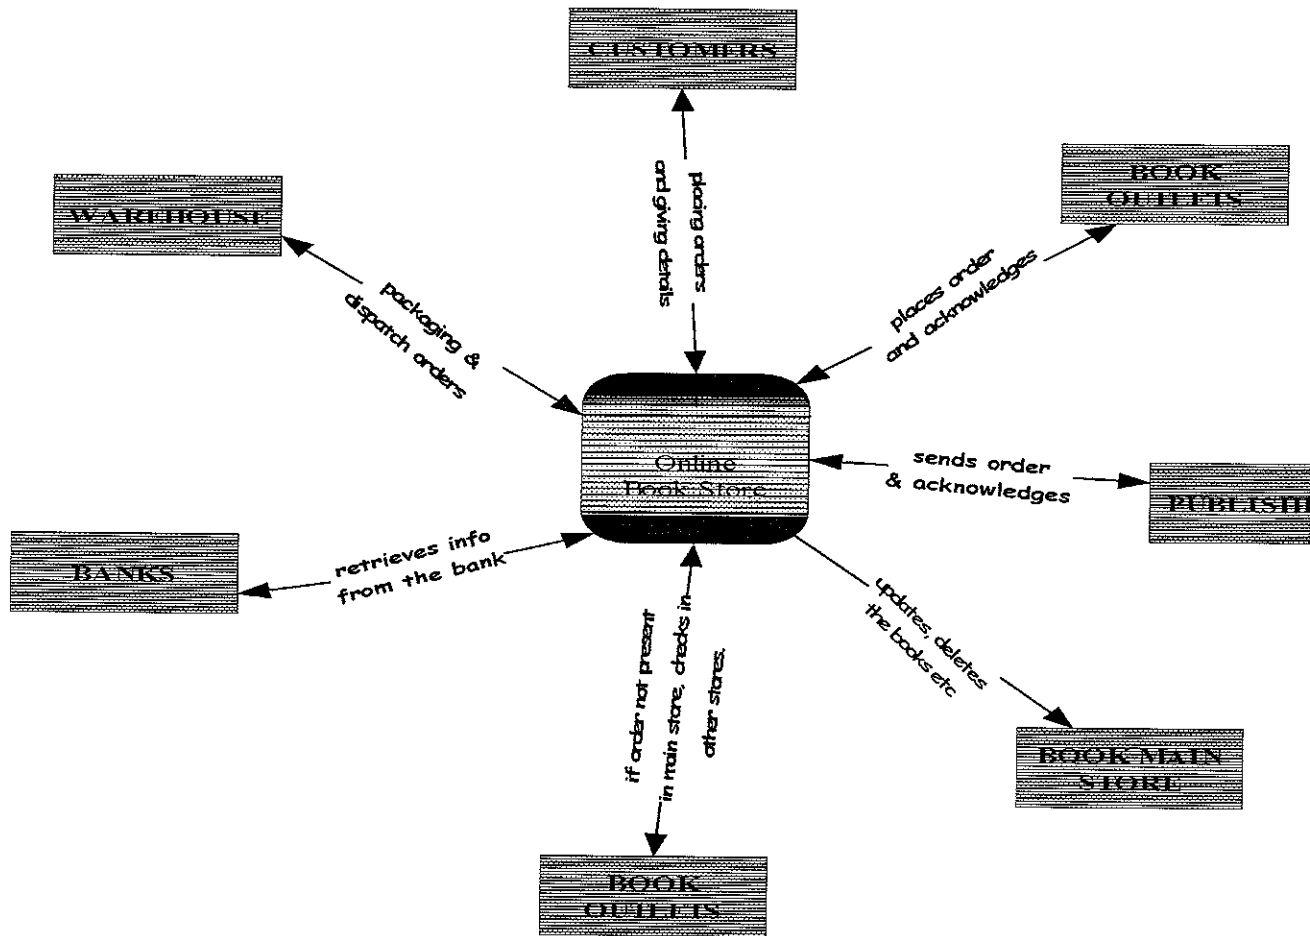 CUSTOMERS
placing orders
and giving details
BOOK
OUTLETS
WAREHOUSE
packaging &
dispatch orders
places order
and acknowledges
Online
Book Store
sends order
& acknowledges
PUBLISHE
BANKS
retrieves info
from the bank
if order not present
in main store, checks in
other stores.
updates, deletes
the books etc
BOOK MAIN
STORE
BOOK
OUTLETS